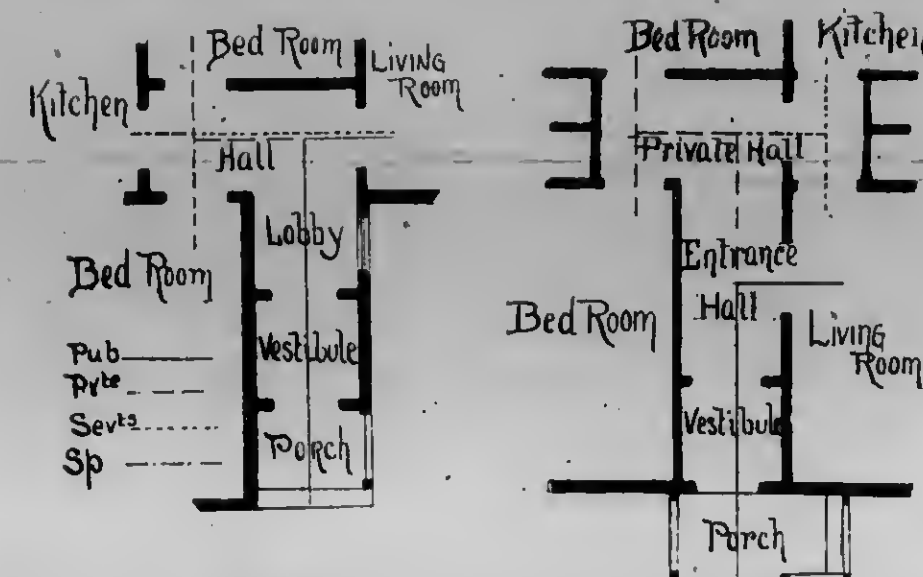 Bed Room
Living
Room
Kitchen
Hall
Lobby
Bed Room
Vestibule
Porch
Pub
Pvte
Sevts
Sp
Bed Room
Kitchen
Private Hall
Entrance
Hall
Bed Room
Living
Room
Vestibule
Porch